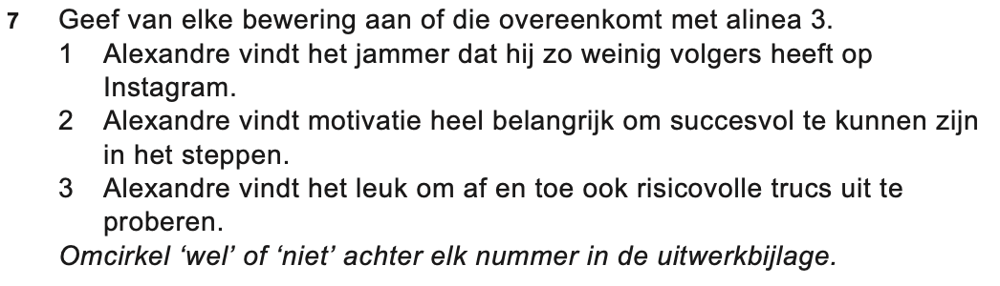 7 Geef van elke bewering aan of die overeenkomt met alinea 3.
1 Alexandre vindt het jammer dat hij zo weinig volgers heeft op
Instagram.
2 Alexandre vindt motivatie heel belangrijk om succesvol te kunnen zijn
in het steppen.
3 Alexandre vindt het leuk om af en toe ook risicovolle trucs uit te
proberen.
Omcirkel ‘wel’ of ‘niet’ achter elk nummer in de uitwerkbijlage.